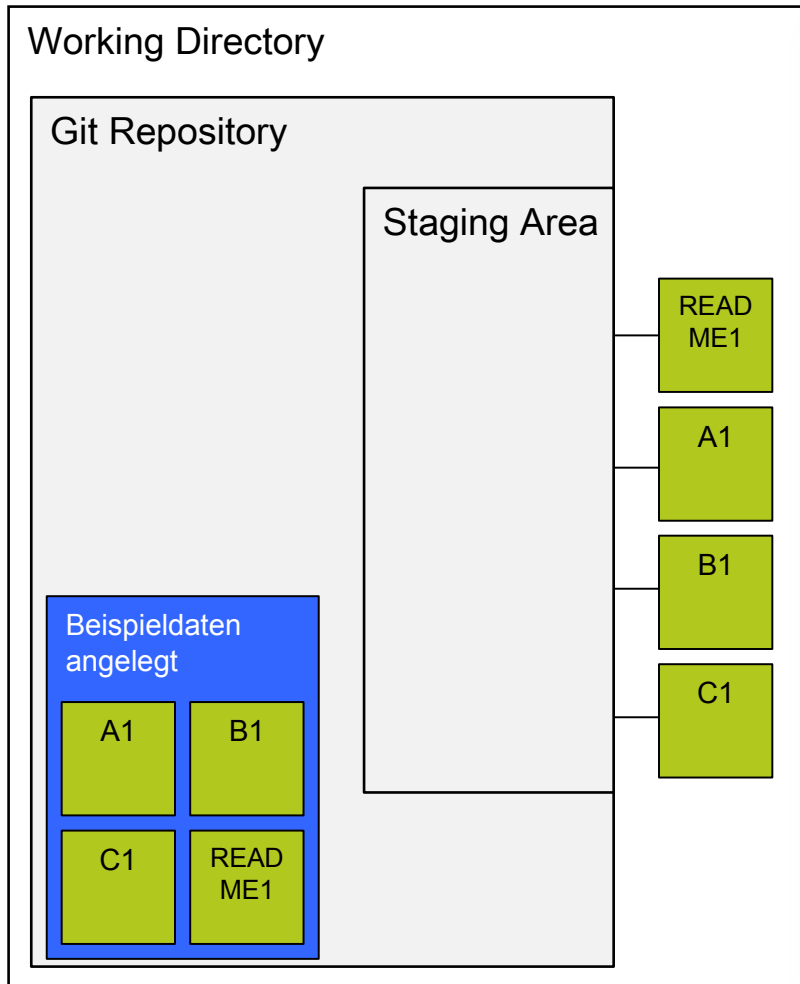 Working Directory
Git Repository
Staging Area
READ
ME1
A1
B1
C1
Beispieldaten
angelegt
A1
B1
C1
READ
ME1